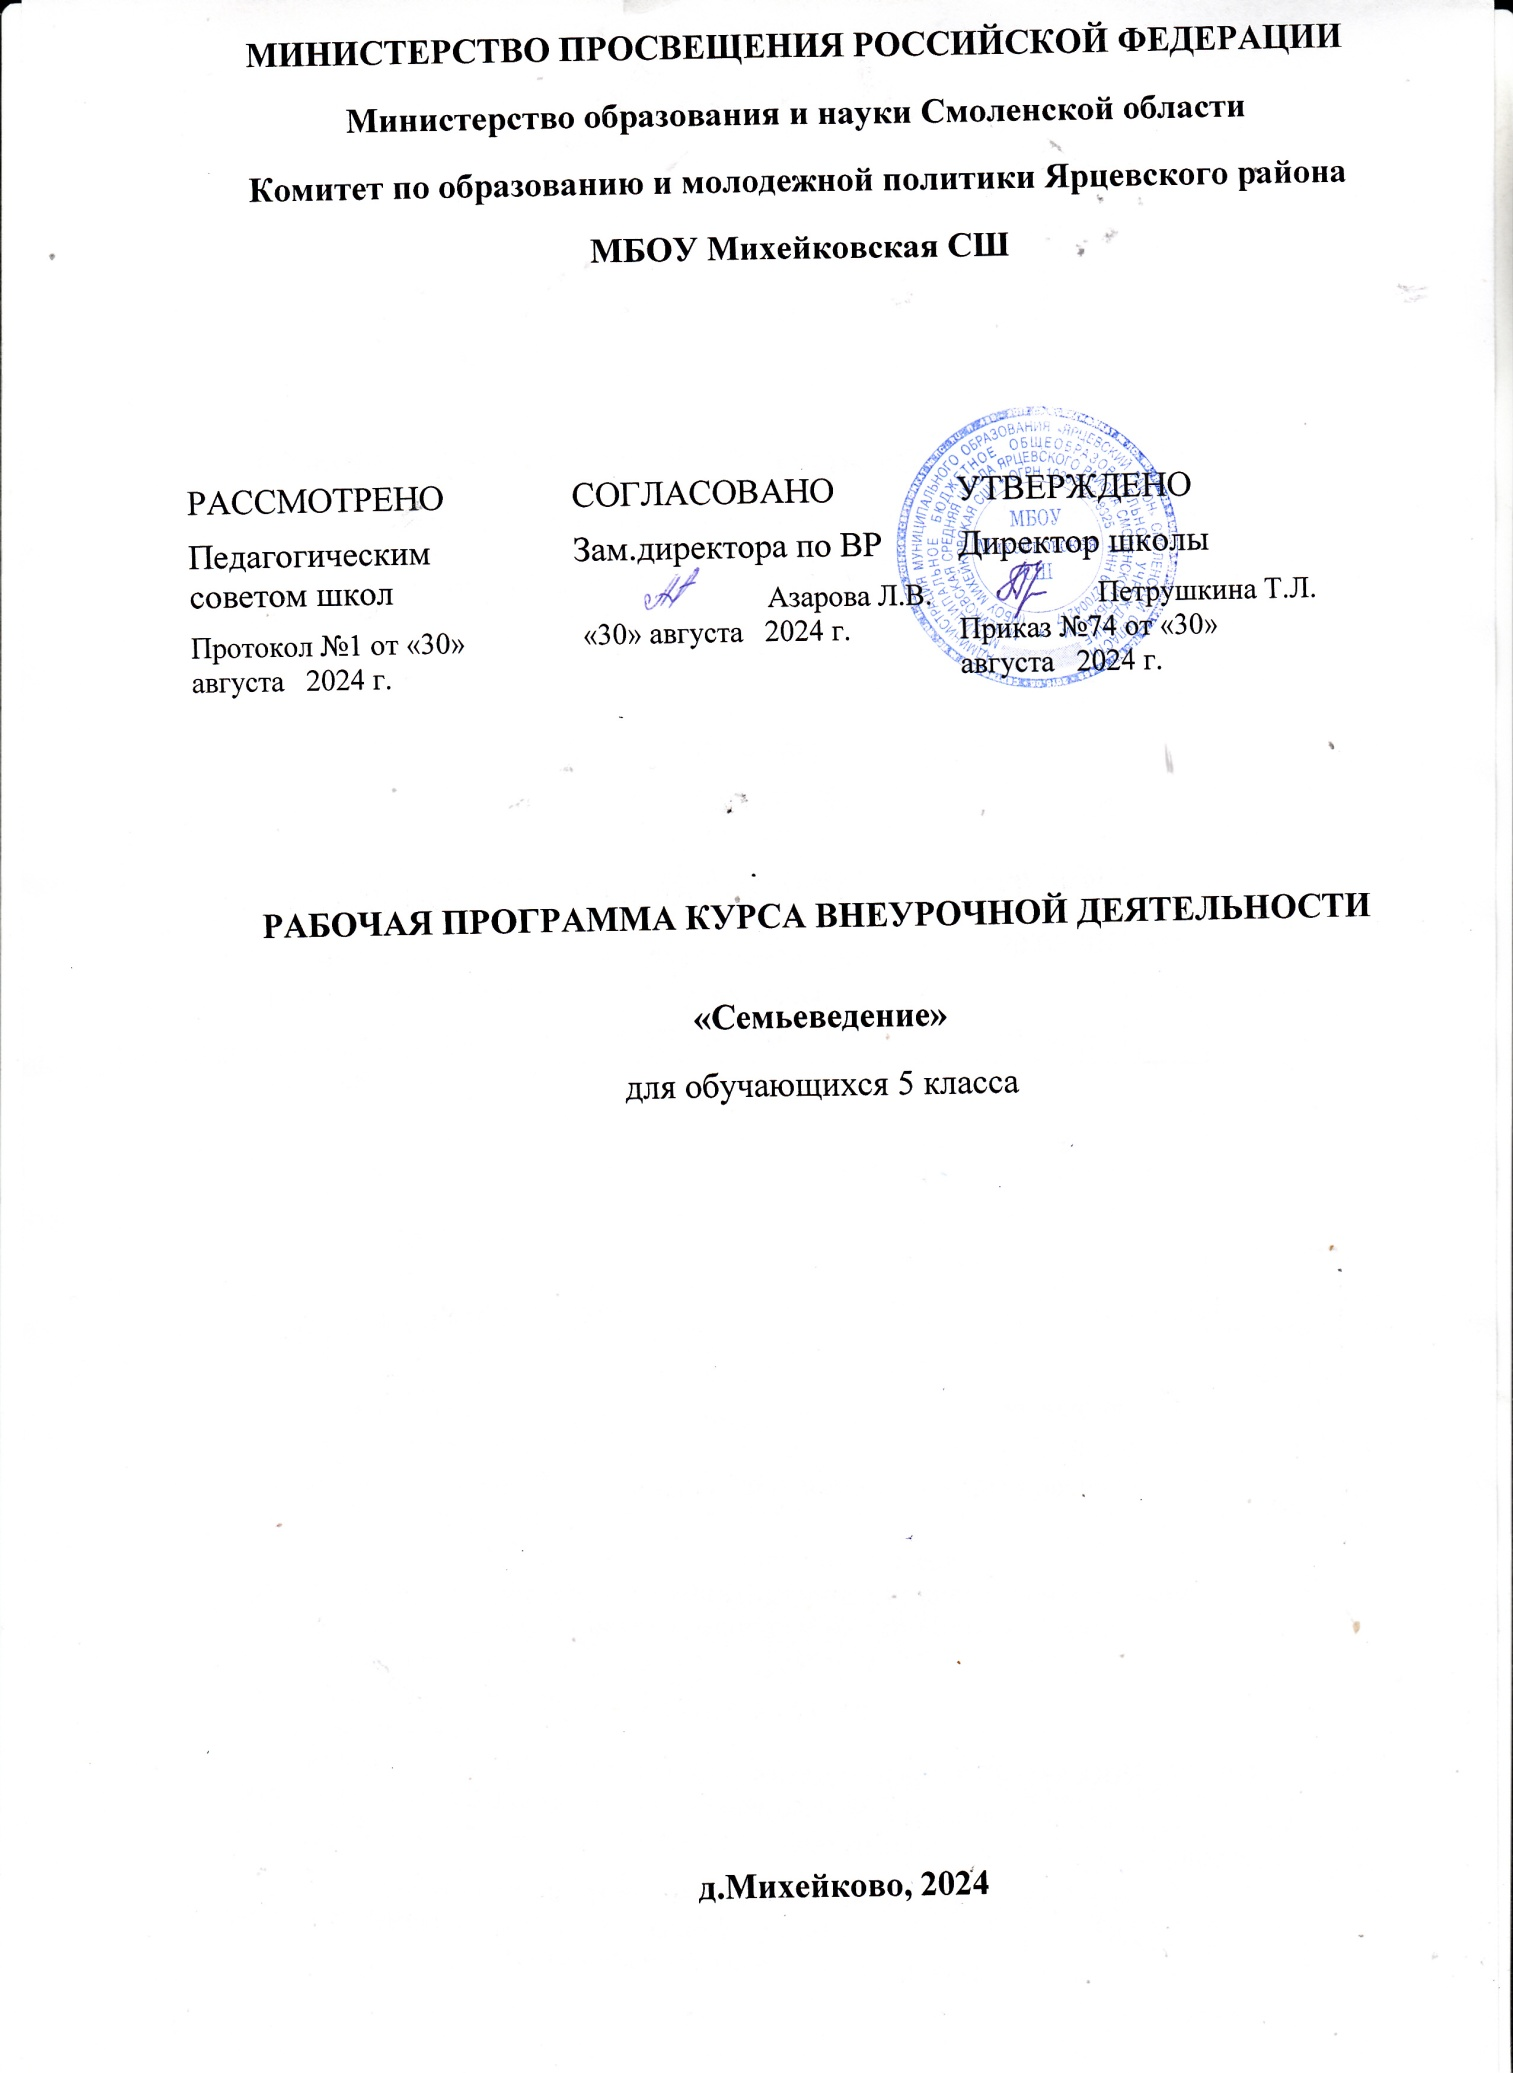 МИНИСТЕРСТВО ПРОСВЕЩЕНИЯ РОССИЙСКОЙ ФЕДЕРАЦИИ
Министерство образования и науки Смоленской области
Комитет по образованию и молодежной политики Ярцевского района
МБОУ Михейковская СШ
РАССМОТРЕНО
Педагогическим
советом школ
Протокол №1 от «30»
августа 2024 г.
СОГЛАСОВАНО
Зам.директора по ВР
Азарова Л.В.
«30» августа 2024 г.
УТВЕРЖДЕНО
Директор школы
Петрушкина Т.Л.
Приказ №74 от «30»
августа 2024 г.
МБОУ
РАБОЧАЯ ПРОГРАММА КУРСА ВНЕУРОЧНОЙ ДЕЯТЕЛЬНОСТИ
«Семьеведение»
для обучающихся 5 класса
д.Михейково, 2024